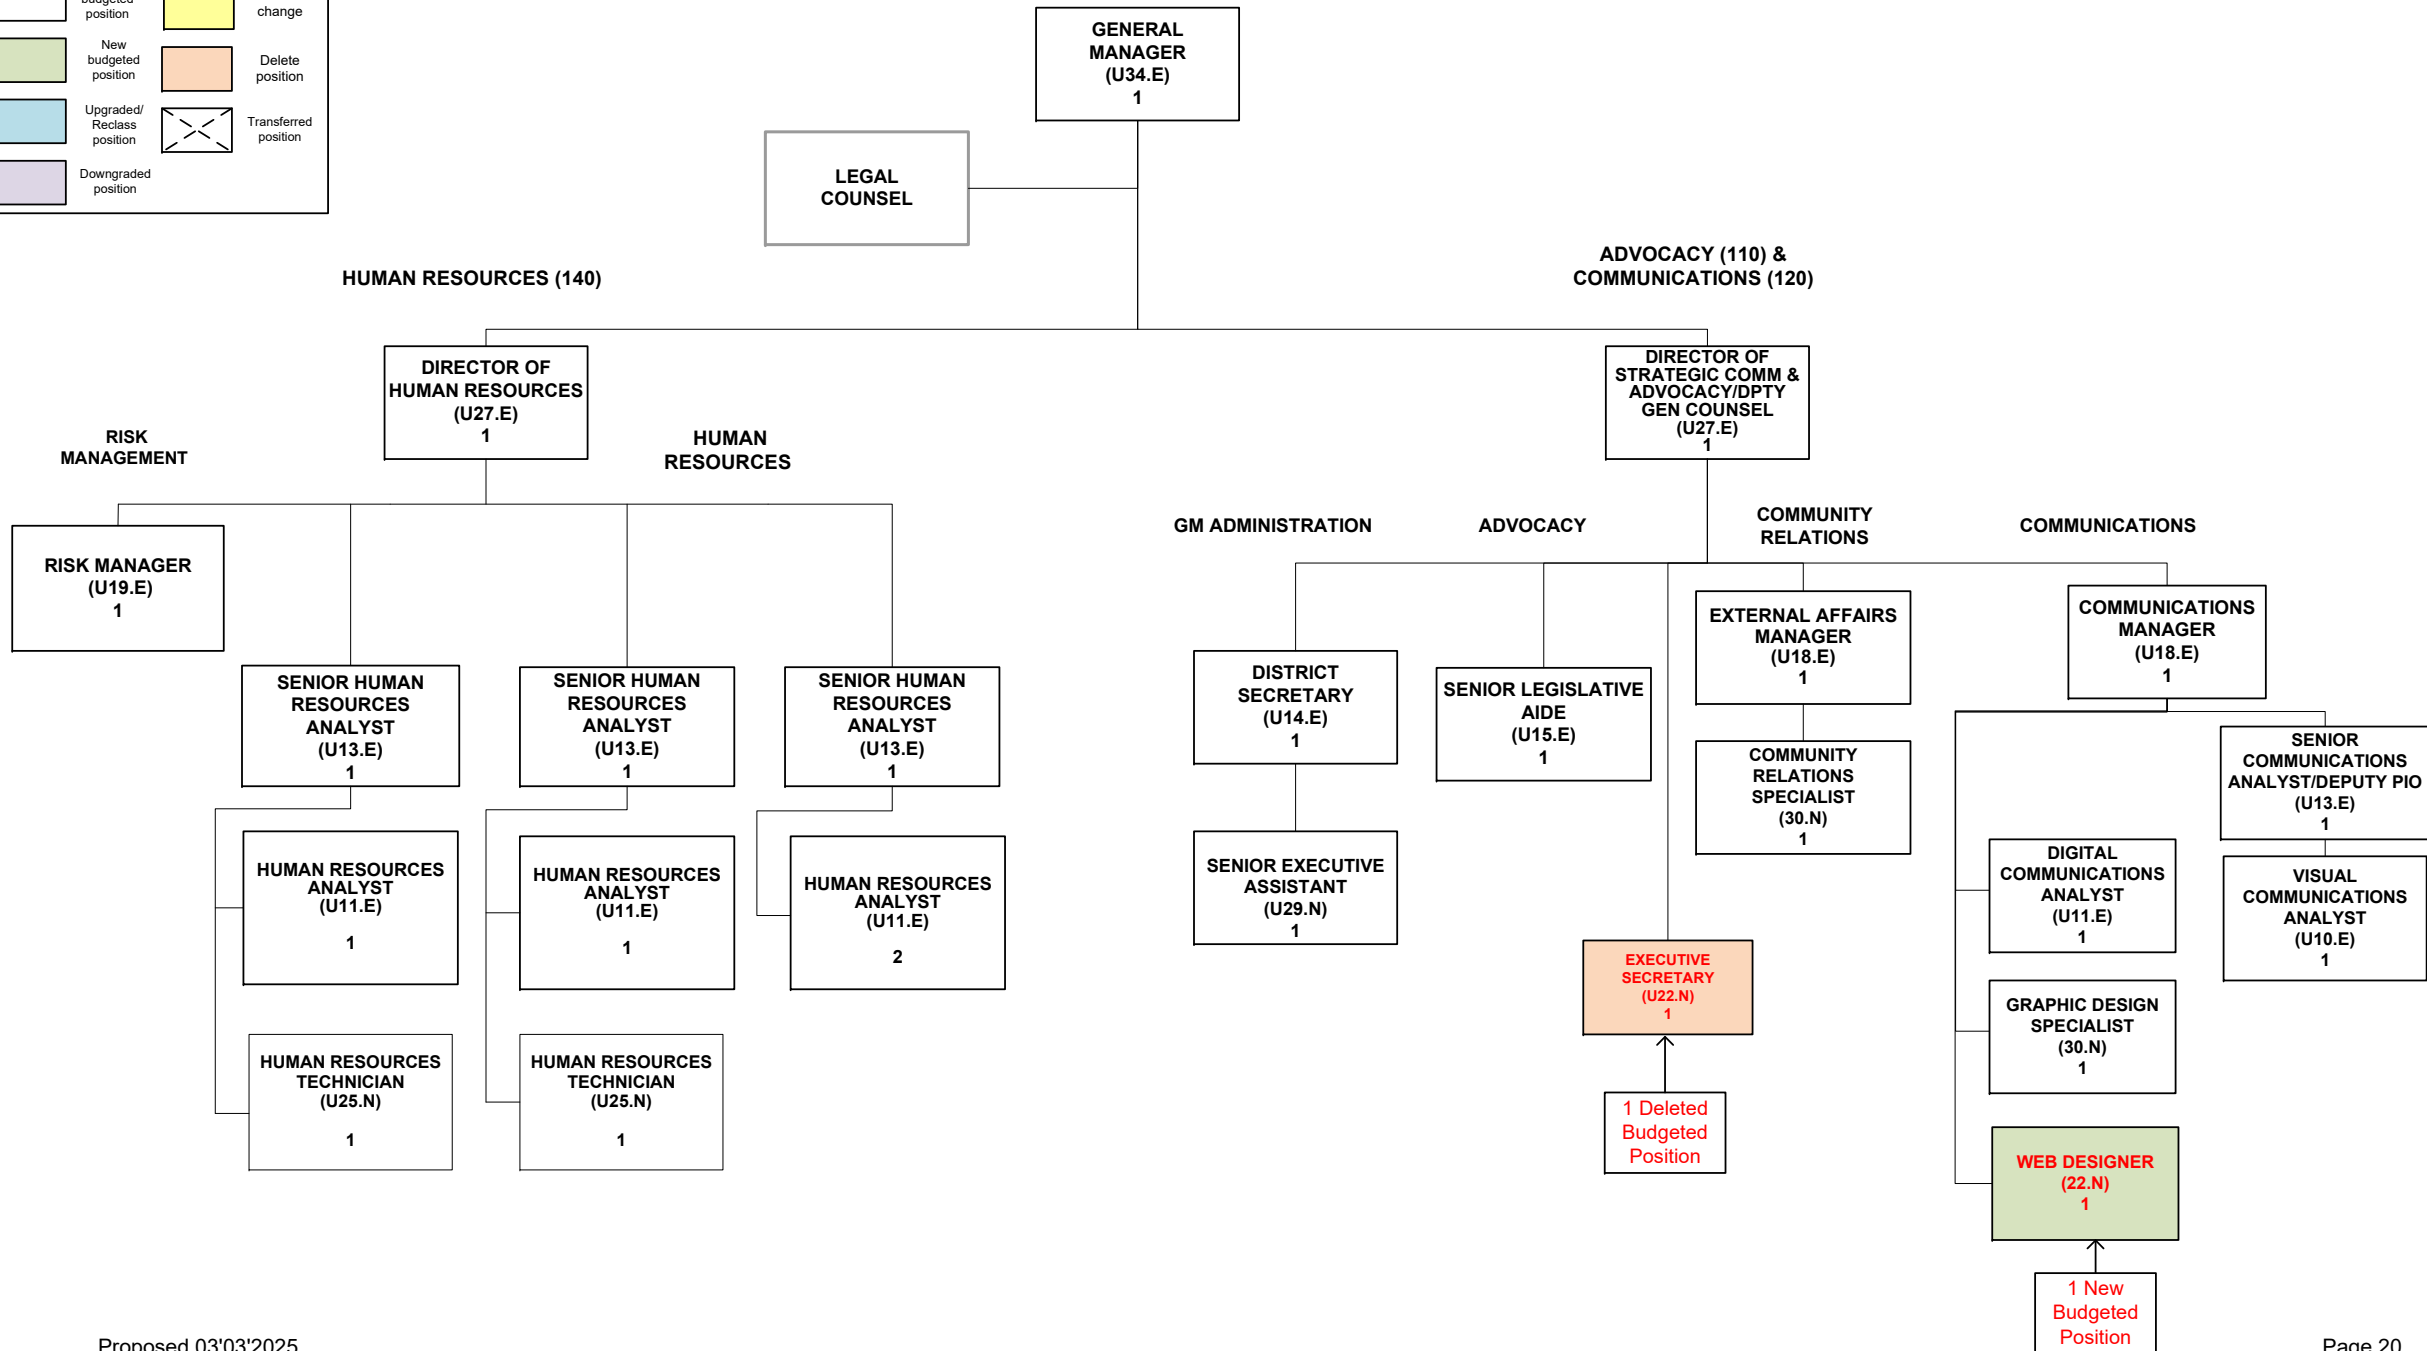 budgeted
position
change
New
budgeted
position
Delete
position
Upgraded/
Reclass
position
Transferred
position
Downgraded
position
GENERAL
MANAGER
(U34.E)
1
LEGAL
COUNSEL
HUMAN RESOURCES (140)
ADVOCACY (110) &
COMMUNICATIONS (120)
DIRECTOR OF
HUMAN RESOURCES
(U27.E)
1
DIRECTOR OF
STRATEGIC COMM &
ADVOCACY/DPTY
GEN COUNSEL
(U27.E)
1
RISK
MANAGEMENT
HUMAN
RESOURCES
RISK MANAGER
(U19.E)
1
SENIOR HUMAN
RESOURCES
ANALYST
(U13.E)
1
SENIOR HUMAN
RESOURCES
ANALYST
(U13.E)
1
SENIOR HUMAN
RESOURCES
ANALYST
(U13.E)
1
HUMAN RESOURCES
ANALYST
(U11.E)
1
HUMAN RESOURCES
ANALYST
(U11.E)
1
HUMAN RESOURCES
ANALYST
(U11.E)
2
HUMAN RESOURCES
TECHNICIAN
(U25.N)
1
HUMAN RESOURCES
TECHNICIAN
(U25.N)
1
GM ADMINISTRATION
ADVOCACY
COMMUNITY
RELATIONS
COMMUNICATIONS
DISTRICT
SECRETARY
(U14.E)
1
SENIOR EXECUTIVE
ASSISTANT
(U29.N)
1
SENIOR LEGISLATIVE
AIDE
(U15.E)
1
EXECUTIVE
SECRETARY
(U22.N)
1
1 Deleted
Budgeted
Position
EXTERNAL AFFAIRS
MANAGER
(U18.E)
1
COMMUNITY
RELATIONS
SPECIALIST
(30.N)
1
COMMUNICATIONS
MANAGER
(U18.E)
1
SENIOR
COMMUNICATIONS
ANALYST/DEPUTY PIO
(U13.E)
1
VISUAL
COMMUNICATIONS
ANALYST
(U10.E)
1
DIGITAL
COMMUNICATIONS
ANALYST
(U11.E)
1
GRAPHIC DESIGN
SPECIALIST
(30.N)
1
WEB DESIGNER
(22.N)
1
1 New
Budgeted
Position
Proposed 03'03'2025
Page 20